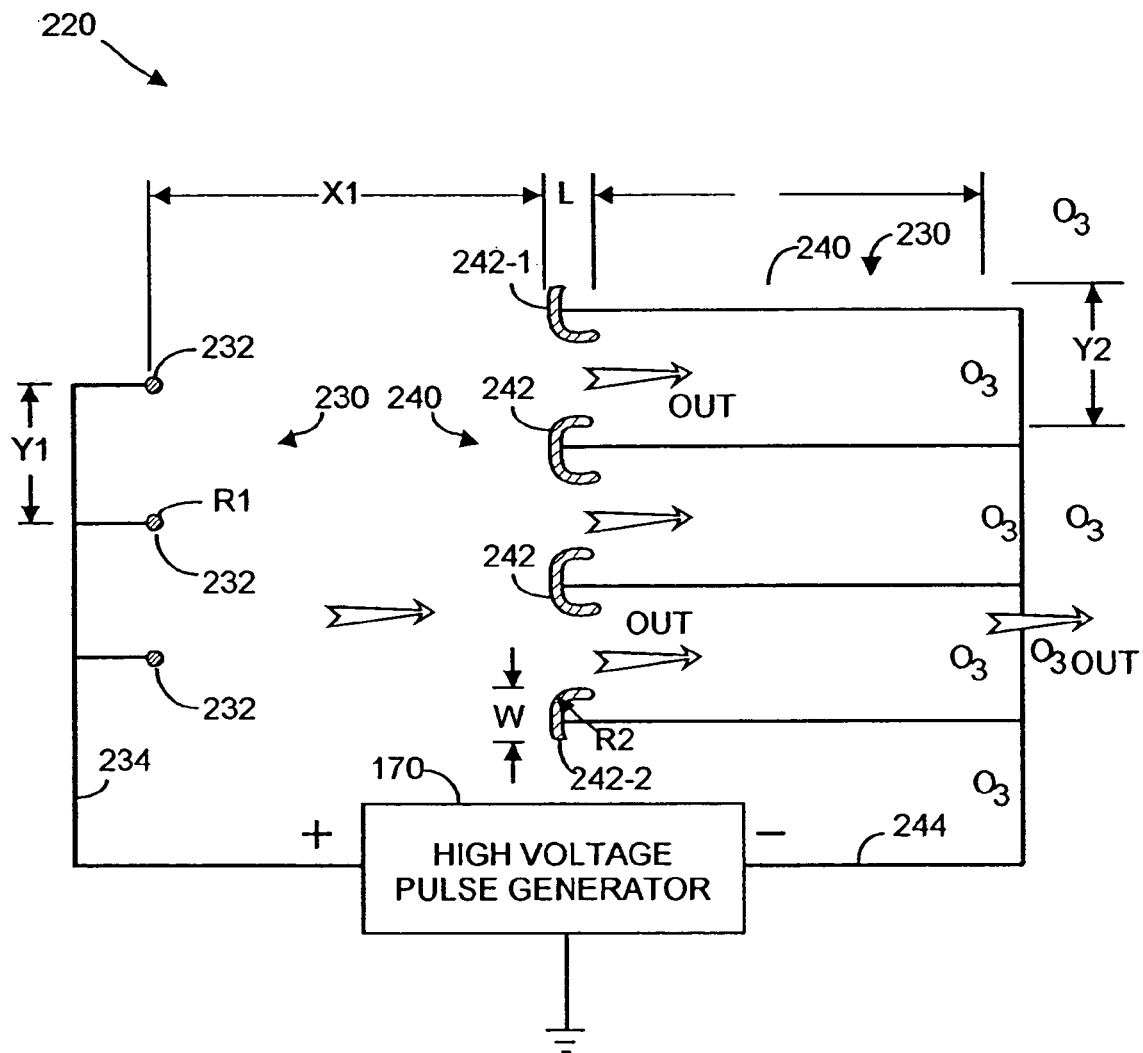 220
X1
L
O3
242-1
240
230
232
Y2
Y1
230
240
242
OUT
O3
R1
232
242
O3
O3
OUT
232
W
R2
O3
O3 OUT
234
170
242-2
O3
+
−
244
HIGH VOLTAGE
PULSE GENERATOR